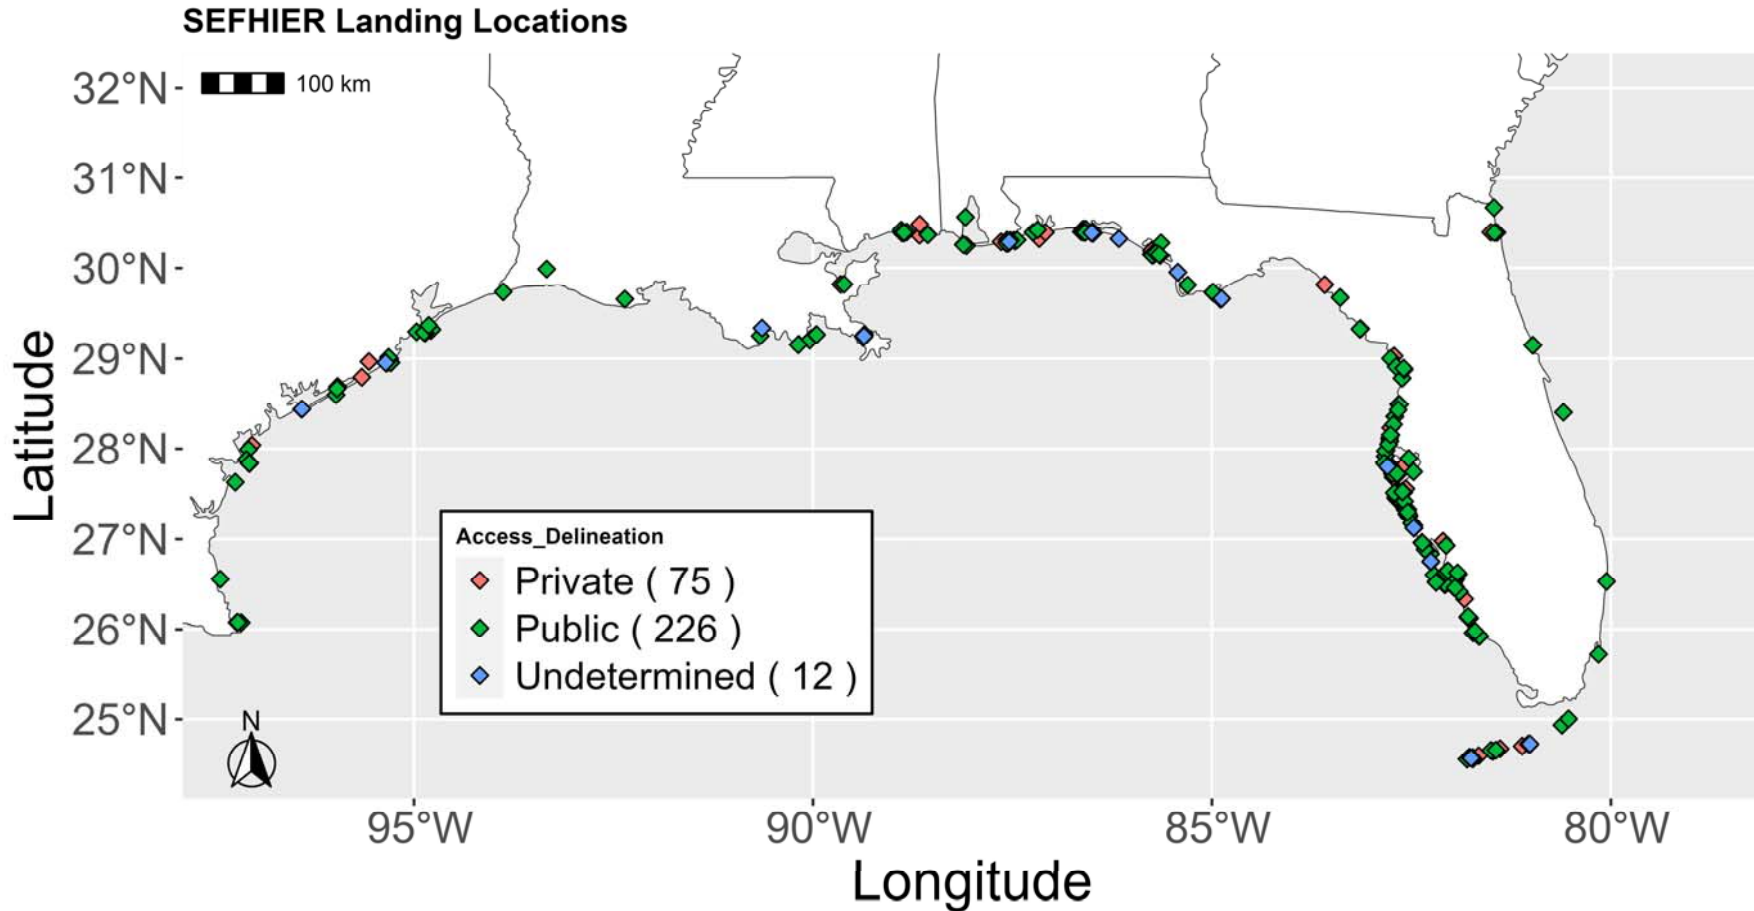 SEFHIER Landing Locations
100 km
32°N
31°N
30°N
29°N
28°N
27°N
26°N
25°N
Latitude
Access_Delineation
Private ( 75 )
Public ( 226 )
Undetermined ( 12 )
N
95°W
90°W
85°W
80°W
Longitude